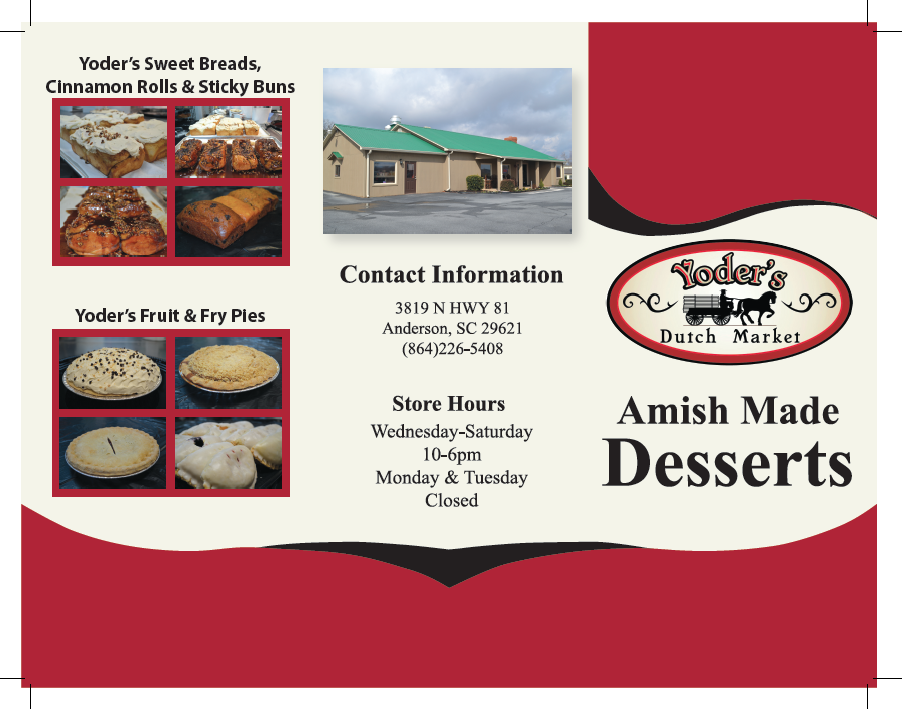 Yoder's Sweet Breads,
Cinnamon Rolls & Sticky Buns
Yoder's Fruit & Fry Pies
Contact Information
3819 N HWY 81
Anderson, SC 29621
(864)226-5408
Store Hours
Wednesday-Saturday
10-6pm
Monday & Tuesday
Closed
Yoder's
Dutch Market
Amish Made
Desserts